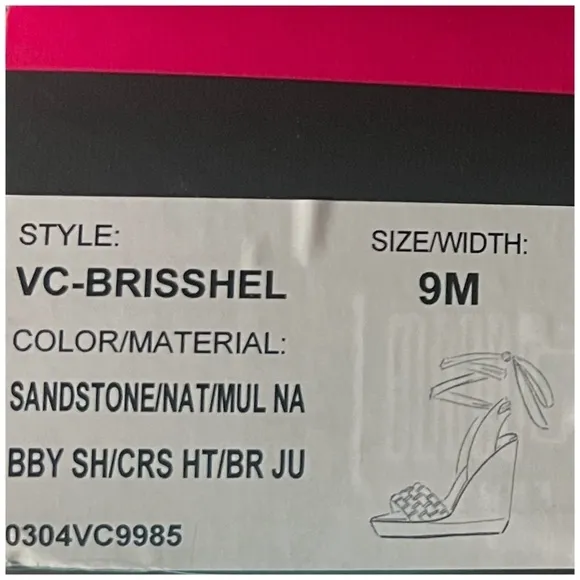 STYLE:
SIZE/WIDTH:
VC-BRISSHEL
9M
COLOR/MATERIAL:
SANDSTONE/NAT/MUL NA
BBY SH/CRS HT/BR JU
0304VC9985